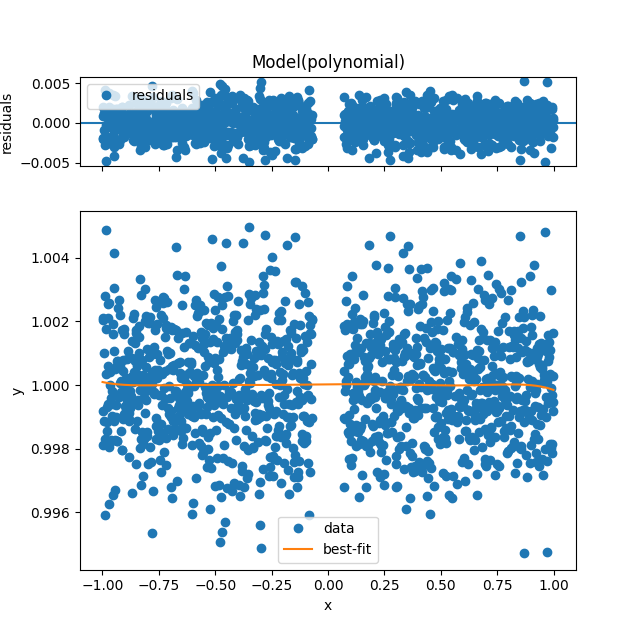 Model(polynomial)
residuals
0.005
0.000
−0.005
residuals
y
1.004
1.002
1.000
0.998
0.996
data
best-fit
−1.00 −0.75 −0.50 −0.25 0.00 0.25 0.50 0.75 1.00
x